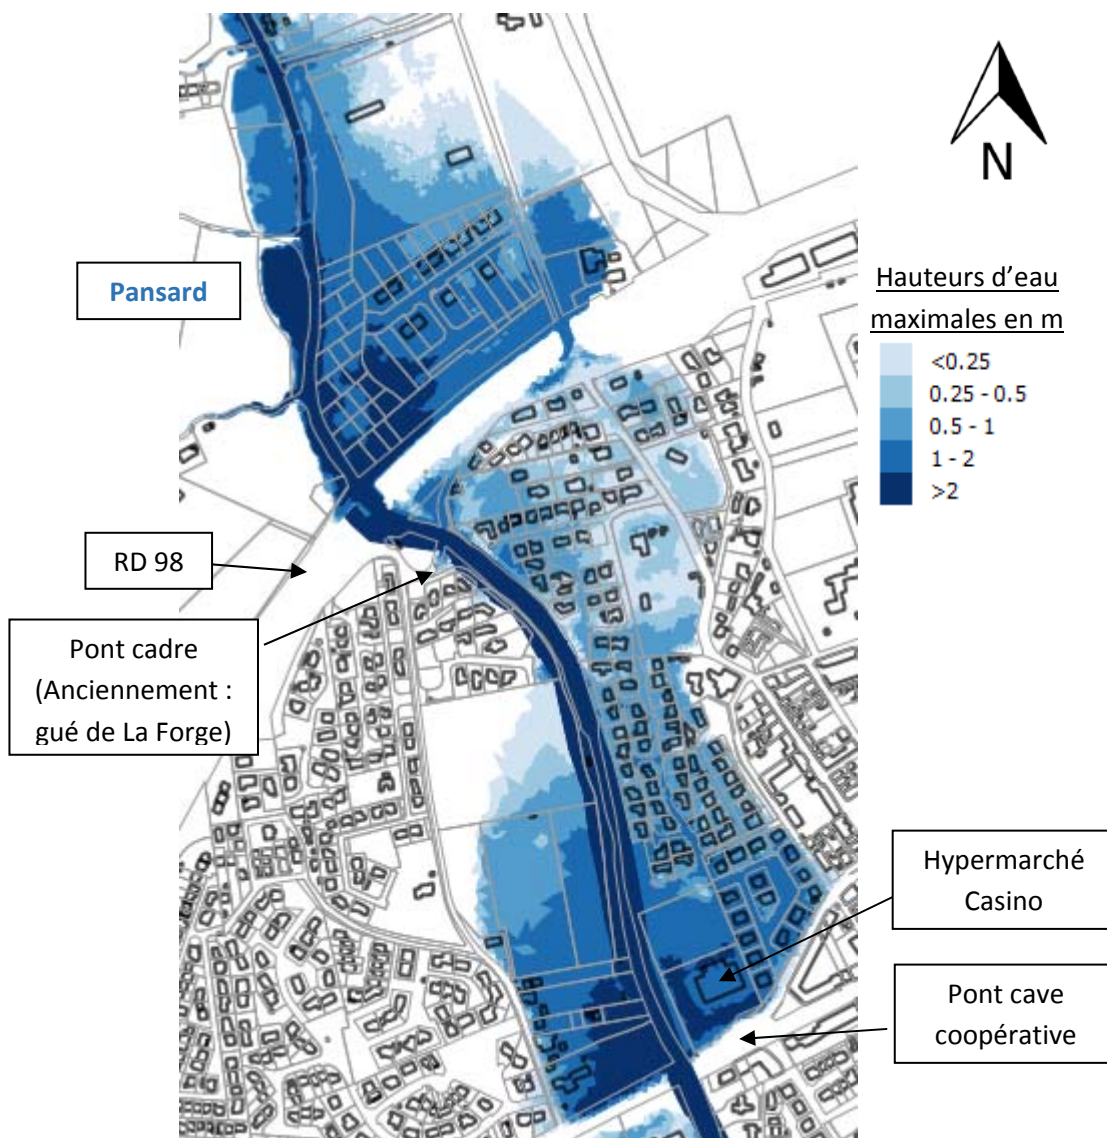 N
Pansard
Hauteurs d'eau
maximales en m
<0.25
0.25 - 0.5
0.5 - 1
1 - 2
>2
RD 98
Pont cadre
(Anciennement :
gué de La Forge)
Hypermarché
Casino
Pont cave
coopérative